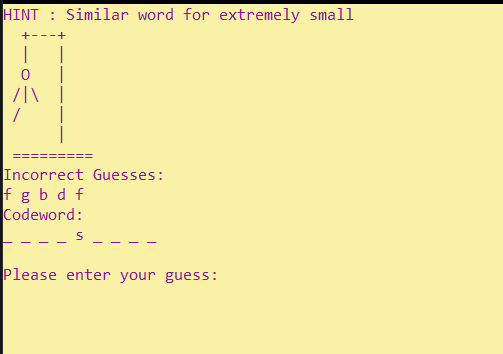 HINT : Similar word for extremely small
+---+
|   |
O   |
/|\  |
/    |
|
=========
Incorrect Guesses:
f g b d f
Codeword:
_ _ _ _ s _ _ _ _
Please enter your guess: